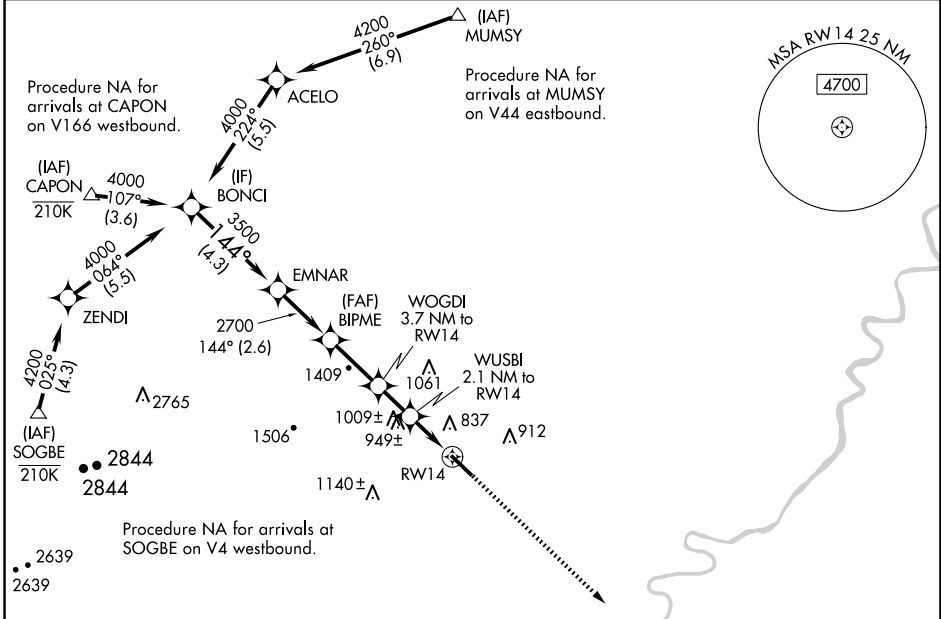 (IAF)
MUMSY
4200
260°
(6.9)
MSA RW 14 25 NM
4700
Procedure NA for
arrivals at CAPON
on V166 westbound.
ACELO
Procedure NA for
arrivals at MUMSY
on V44 eastbound.
4000
224°
(5.5)
(IAF)
CAPON
210K
4000
107°
(3.6)
(IF)
BONCI
3500
144°
(4.3)
4000
064°
(5.5)
ZENDI
EMNAR
2700
144° (2.6)
(FAF)
BIPME
WOGDI
3.7 NM to
RW14
4200
025°
(4.3)
1409
1061
WUSBI
2.1 NM to
RW14
2765
(IAF)
SOGBE
210K
1506
1009±
949±
837
912
2844
2844
RW14
1140±
Procedure NA for arrivals at
SOGBE on V4 westbound.
2639
2639